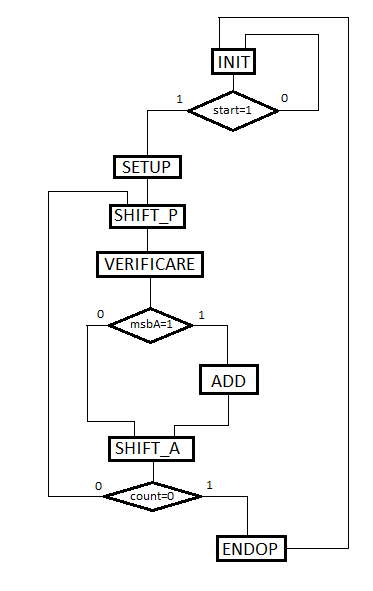 INIT
1
start=1
0
SETUP
SHIFT_P
VERIFICARE
0
msbA=1
1
ADD
SHIFT_A
0
count=0
1
ENDOP